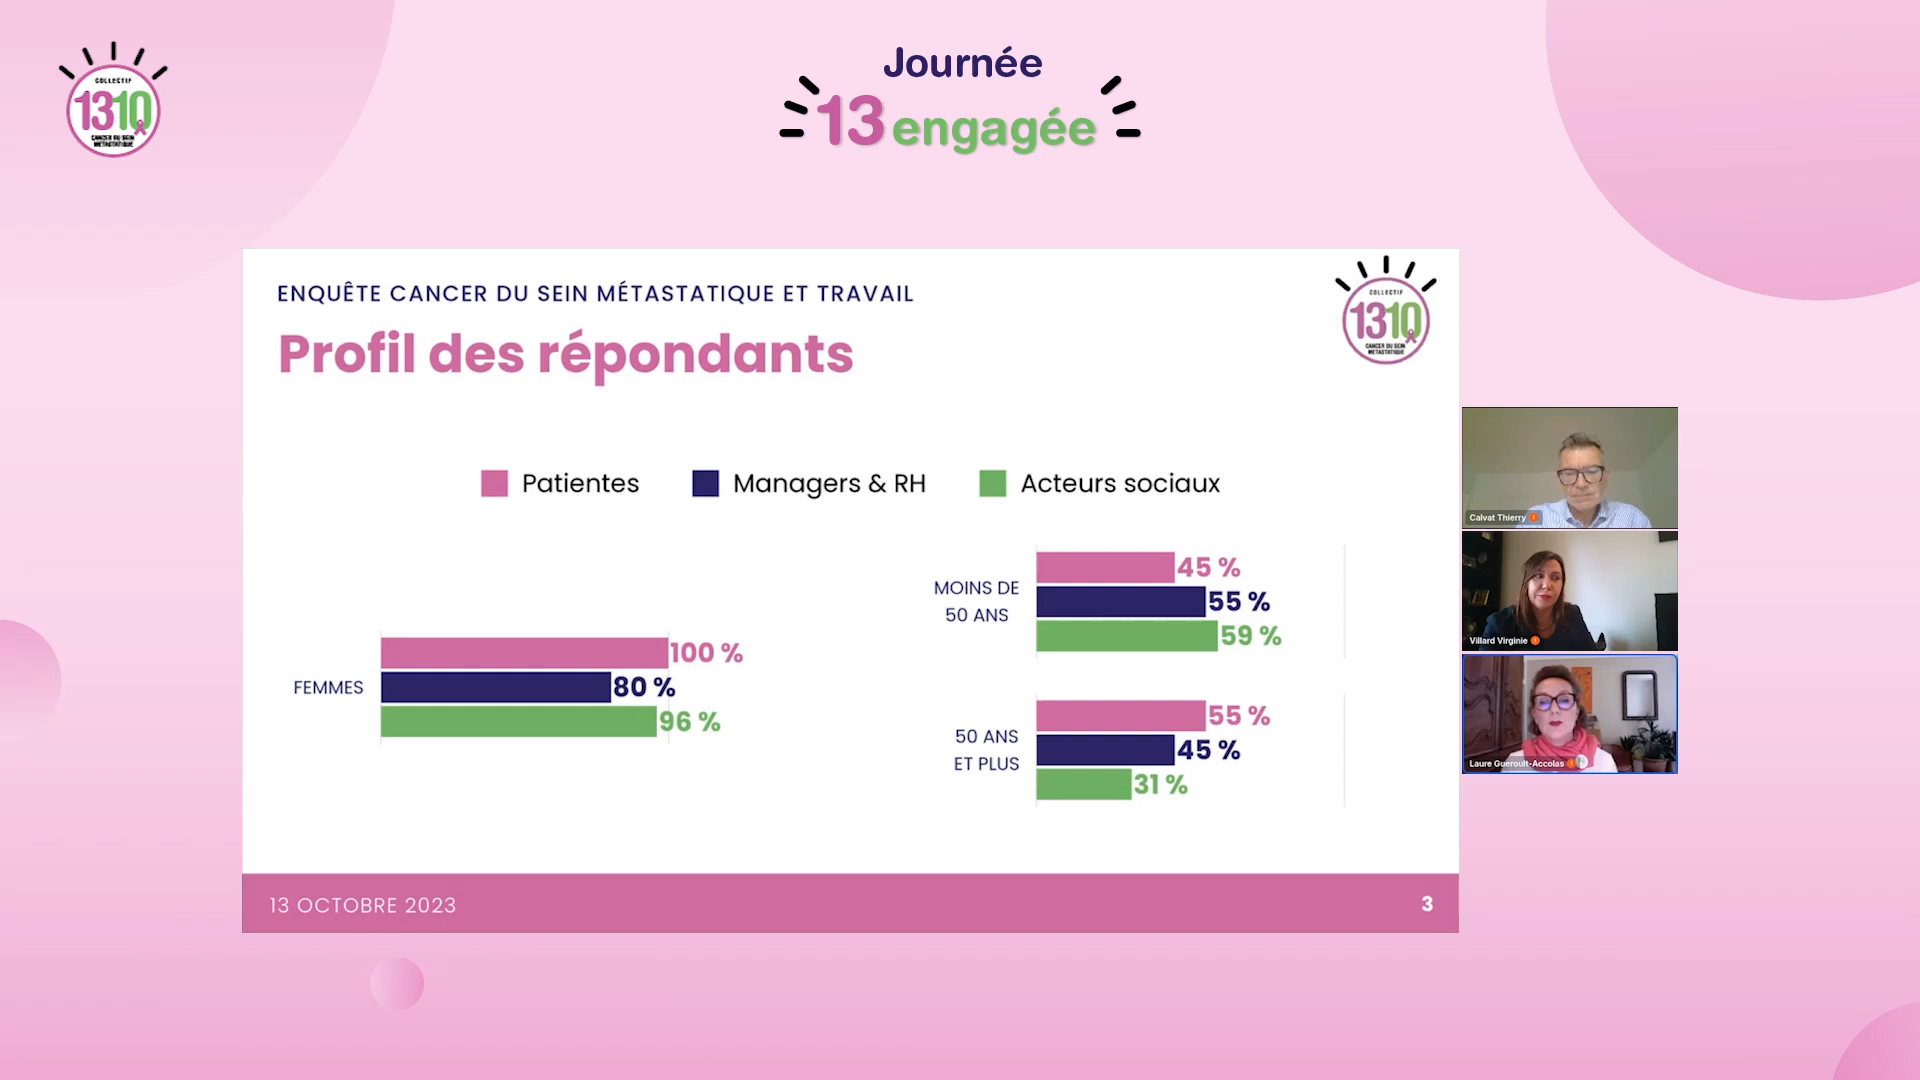 COLLECTIF
1310
CANCER DU SEIN
MÉTASTATIQUE
Journée
13 engagée
ENQUÊTE CANCER DU SEIN MÉTASTATIQUE ET TRAVAIL
Profil des répondants
COLLECTIF
1310
CANCER DU SEIN
MÉTASTATIQUE
Patientes
Managers & RH
Acteurs sociaux
FEMMES
100 %
80 %
96 %
MOINS DE
50 ANS
45 %
55 %
59 %
50 ANS
ET PLUS
55 %
45 %
31 %
13 OCTOBRE 2023
3
Calvat Thierry
Villard Virginie
Laure Gueroult-Accolas